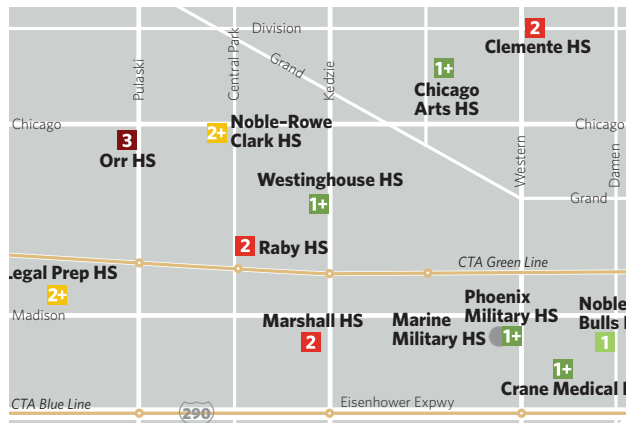 Division
2
Clemente HS
Grand
1+
Chicago
Arts HS
Pulaski
Central Park
Kedzie
Chicago
3
Orr HS
2+
Noble–Rowe
Clark HS
Chicago
Western
Damen
Westinghouse HS
1+
Grand
2
Raby HS
CTA Green Line
Legal Prep HS
2+
Madison
Marshall HS
2
Marine
Military HS
Phoenix
Military HS
1+
Noble
Bulls
1
1+
Crane Medical
CTA Blue Line
290
Eisenhower Expwy